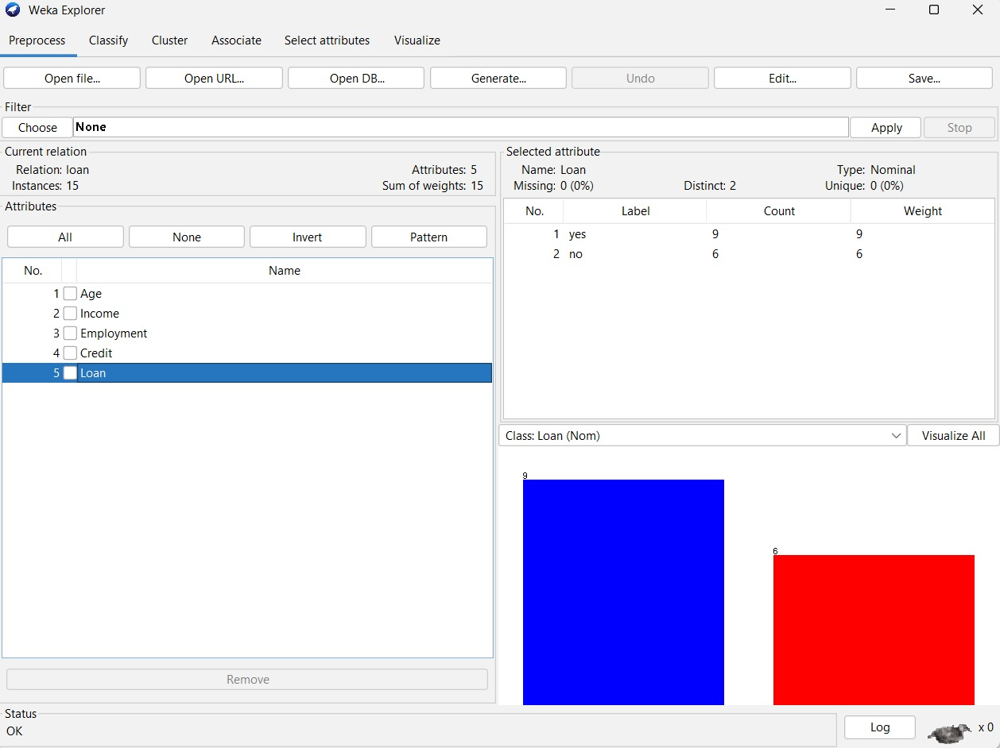 Weka Explorer
Preprocess Classify Cluster Associate Select attributes Visualize
Open file... Open URL... Open DB... Generate... Undo Edit... Save...
Filter
Choose None Apply Stop
Current relation
Relation: loan Attributes: 5
Instances: 15 Sum of weights: 15
Attributes
All None Invert Pattern
No. Name
1 Age
2 Income
3 Employment
4 Credit
5 Loan
Remove
Selected attribute
Name: Loan Type: Nominal
Missing: 0 (0%) Distinct: 2 Unique: 0 (0%)
No. Label Count Weight
1 yes 9 9
2 no 6 6
Class: Loan (Nom) Visualize All
9
6
Status
OK
Log x 0